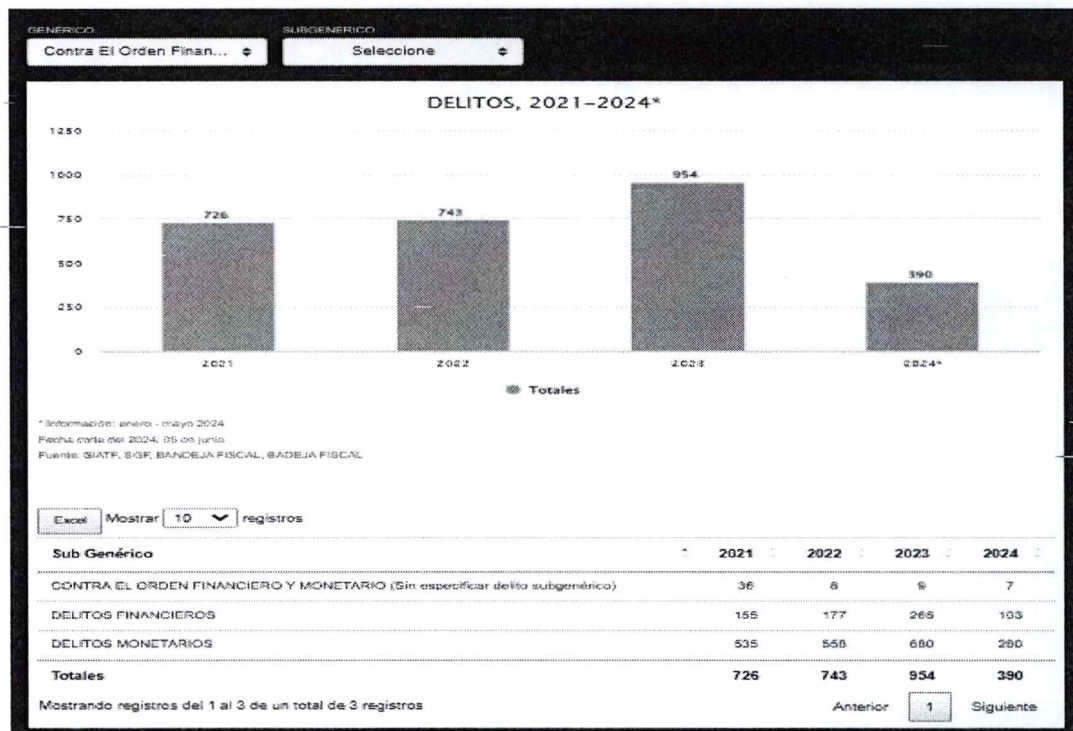 GENÉRICO SUBGENÉRICO
Contra El Orden Finan... Seleccione
DELITOS, 2021–2024*
1250
1000
750
500
250
0
726
743
954
390
2021 2022 2023 2024*
Totales
* Información: enero - mayo 2024
Fecha corte del 2024, 05 de junio
Fuente: SIATF, SGF, BANDEJA FISCAL, BADEJA FISCAL
Excel Mostrar 10 registros
Sub Genérico 2021 2022 2023 2024
CONTRA EL ORDEN FINANCIERO Y MONETARIO (Sin especificar delito subgenérico) 36 8 9 7
DELITOS FINANCIEROS 155 177 265 103
DELITOS MONETARIOS 535 558 680 280
Totales 726 743 954 390
Mostrando registros del 1 al 3 de un total de 3 registros Anterior 1 Siguiente